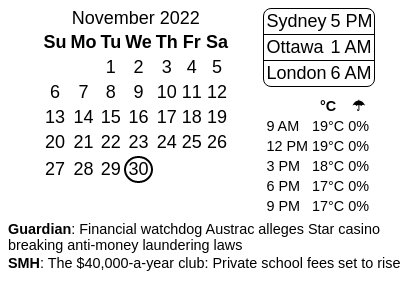 November 2022
Su Mo Tu We Th Fr Sa
1 2 3 4 5
6 7 8 9 10 11 12
13 14 15 16 17 18 19
20 21 22 23 24 25 26
27 28 29 30
Sydney 5 PM
Ottawa 1 AM
London 6 AM
°C ☂
9 AM 19°C 0%
12 PM 19°C 0%
3 PM 18°C 0%
6 PM 17°C 0%
9 PM 17°C 0%
Guardian: Financial watchdog Austrac alleges Star casino
breaking anti-money laundering laws
SMH: The $40,000-a-year club: Private school fees set to rise